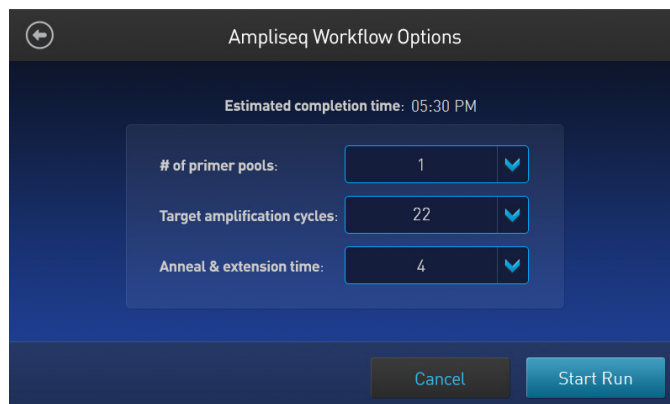 Ampliseq Workflow Options
Estimated completion time: 05:30 PM
# of primer pools: 1
Target amplification cycles: 22
Anneal & extension time: 4
Cancel Start Run